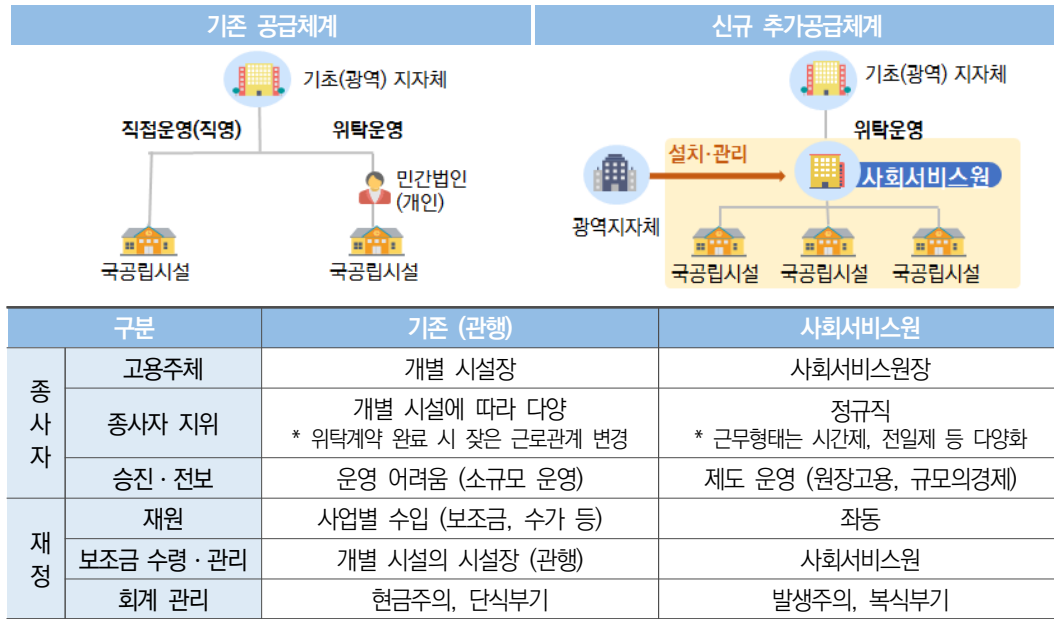 기존 공급체계
신규 추가공급체계
기초(광역) 지자체
직접운영(직영)
위탁운영
민간법인
(개인)
국공립시설
국공립시설
기초(광역) 지자체
위탁운영
설치·관리
사회서비스원
광역지자체
국공립시설
국공립시설
국공립시설
구분
기존 (관행)
사회서비스원
종사자
고용주체
개별 시설장
사회서비스원장
종사자 지위
개별 시설에 따라 다양
* 위탁계약 완료 시 잦은 근로관계 변경
정규직
* 근무형태는 시간제, 전일제 등 다양화
승진·전보
운영 어려움 (소규모 운영)
제도 운영 (원장고용, 규모의경제)
재정
재원
사업별 수입 (보조금, 수가 등)
좌동
보조금 수령·관리
개별 시설의 시설장 (관행)
사회서비스원
회계 관리
현금주의, 단식부기
발생주의, 복식부기